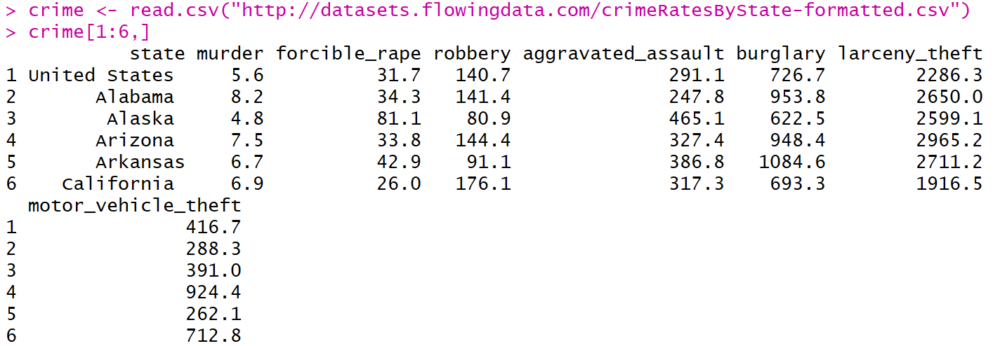 > crime <- read.csv("http://datasets.flowingdata.com/crimeRatesByState-formatted.csv")
> crime[1:6,]
state murder forcible_rape robbery aggravated_assault burglary larceny_theft
1 United States 5.6 31.7 140.7 291.1 726.7 2286.3
2 Alabama 8.2 34.3 141.4 247.8 953.8 2650.0
3 Alaska 4.8 81.1 80.9 465.1 622.5 2599.1
4 Arizona 7.5 33.8 144.4 327.4 948.4 2965.2
5 Arkansas 6.7 42.9 91.1 386.8 1084.6 2711.2
6 California 6.9 26.0 176.1 317.3 693.3 1916.5
motor_vehicle_theft
1 416.7
2 288.3
3 391.0
4 924.4
5 262.1
6 712.8